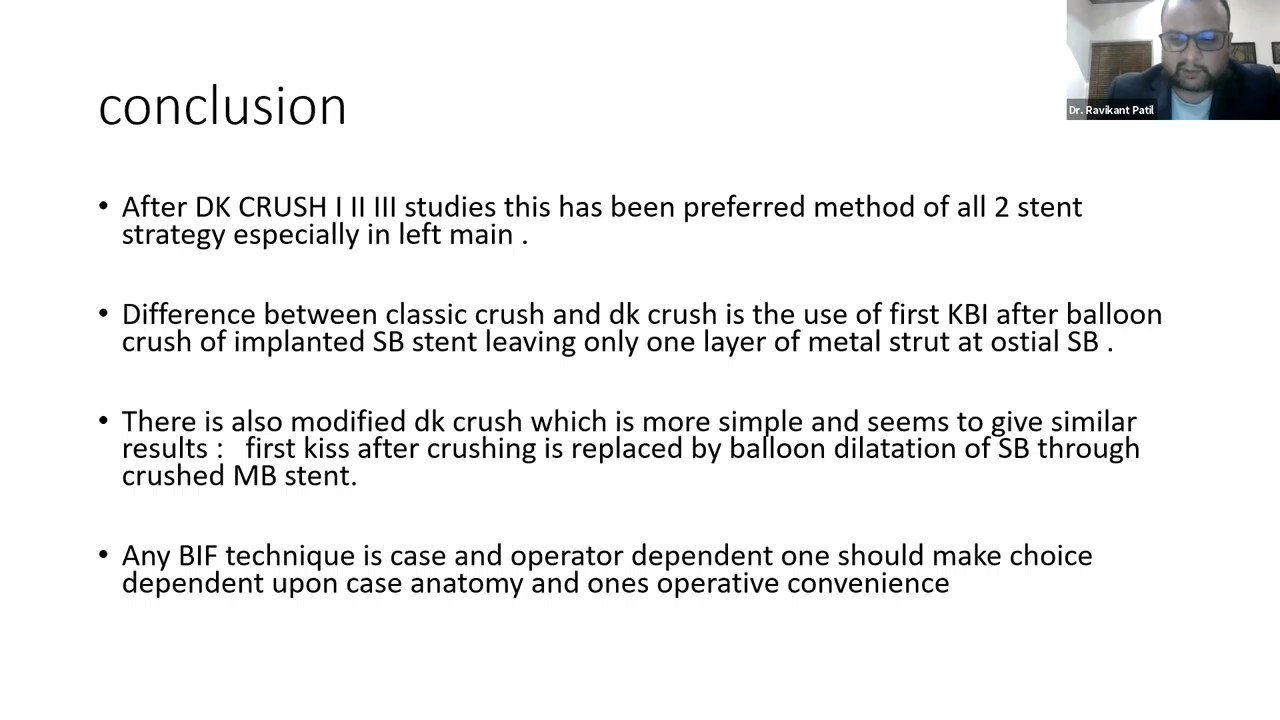 Dr. Ravikant Patil
conclusion
• After DK CRUSH I II III studies this has been preferred method of all 2 stent
strategy especially in left main .
• Difference between classic crush and dk crush is the use of first KBI after balloon
crush of implanted SB stent leaving only one layer of metal strut at ostial SB .
• There is also modified dk crush which is more simple and seems to give similar
results :   first kiss after crushing is replaced by balloon dilatation of SB through
crushed MB stent.
• Any BIF technique is case and operator dependent one should make choice
dependent upon case anatomy and ones operative convenience